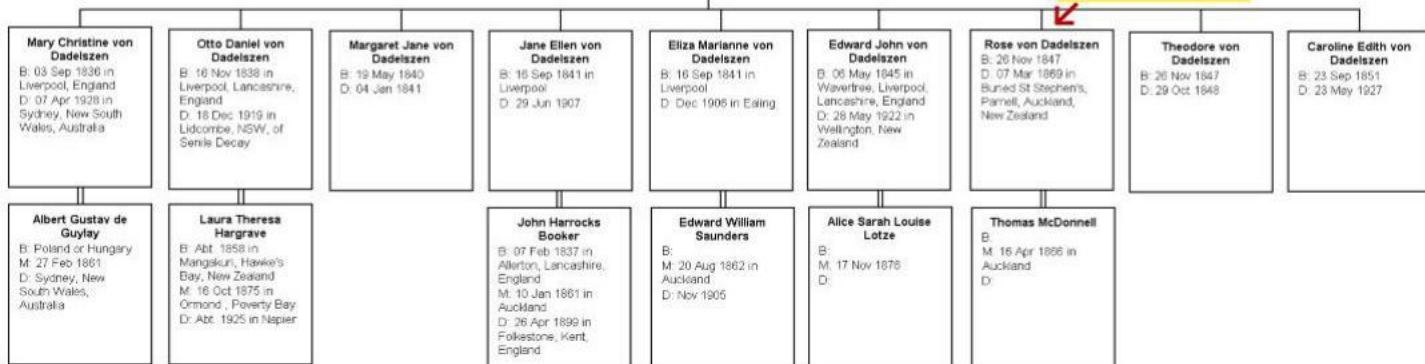 Mary Christine von
Dadelszen
B: 03 Sep 1836 in
Liverpool, England
D: 07 Apr 1928 in
Sydney, New South
Wales, Australia
Otto Daniel von
Dadelszen
B: 16 Nov 1838 in
Liverpool, Lancashire,
England
D: 18 Dec 1919 in
Lidcombe, NSW, of
Senile Decay
Margaret Jane von
Dadelszen
B: 19 May 1840
D: 04 Jan 1841
Jane Ellen von
Dadelszen
B: 16 Sep 1841 in
Liverpool
D: 29 Jun 1907
Eliza Marianne von
Dadelszen
B: 16 Sep 1841 in
Liverpool
D: Dec 1906 in Ealing
Edward John von
Dadelszen
B: 06 May 1845 in
Wavertree, Liverpool,
Lancashire, England
D: 28 May 1922 in
Wellington, New
Zealand
Rose von Dadelszen
B: 26 Nov 1847
D: 07 Mar 1869 in
Buried St Stephen's,
Parnell, Auckland,
New Zealand
Theodore von
Dadelszen
B: 26 Nov 1847
D: 29 Oct 1848
Caroline Edith von
Dadelszen
B: 23 Sep 1851
D: 23 May 1927
Albert Gustav de
Guylay
B: Poland or Hungary
M: 27 Feb 1861
D: Sydney, New
South Wales,
Australia
Laura Theresa
Hargrave
B: Abt. 1858 in
Mangakuri, Hawke's
Bay, New Zealand
M: 16 Oct 1875 in
Ormond , Poverty Bay
D: Abt. 1925 in Napier
John Harrocks
Booker
B: 07 Feb 1837 in
Allerton, Lancashire,
England
M: 10 Jan 1861 in
Auckland
D: 26 Apr 1899 in
Folkestone, Kent,
England
Edward William
Saunders
B:
M: 20 Aug 1862 in
Auckland
D: Nov 1905
Alice Sarah Louise
Lotze
B:
M: 17 Nov 1876
D:
Thomas McDonnell
B:
M: 16 Apr 1866 in
Auckland
D: